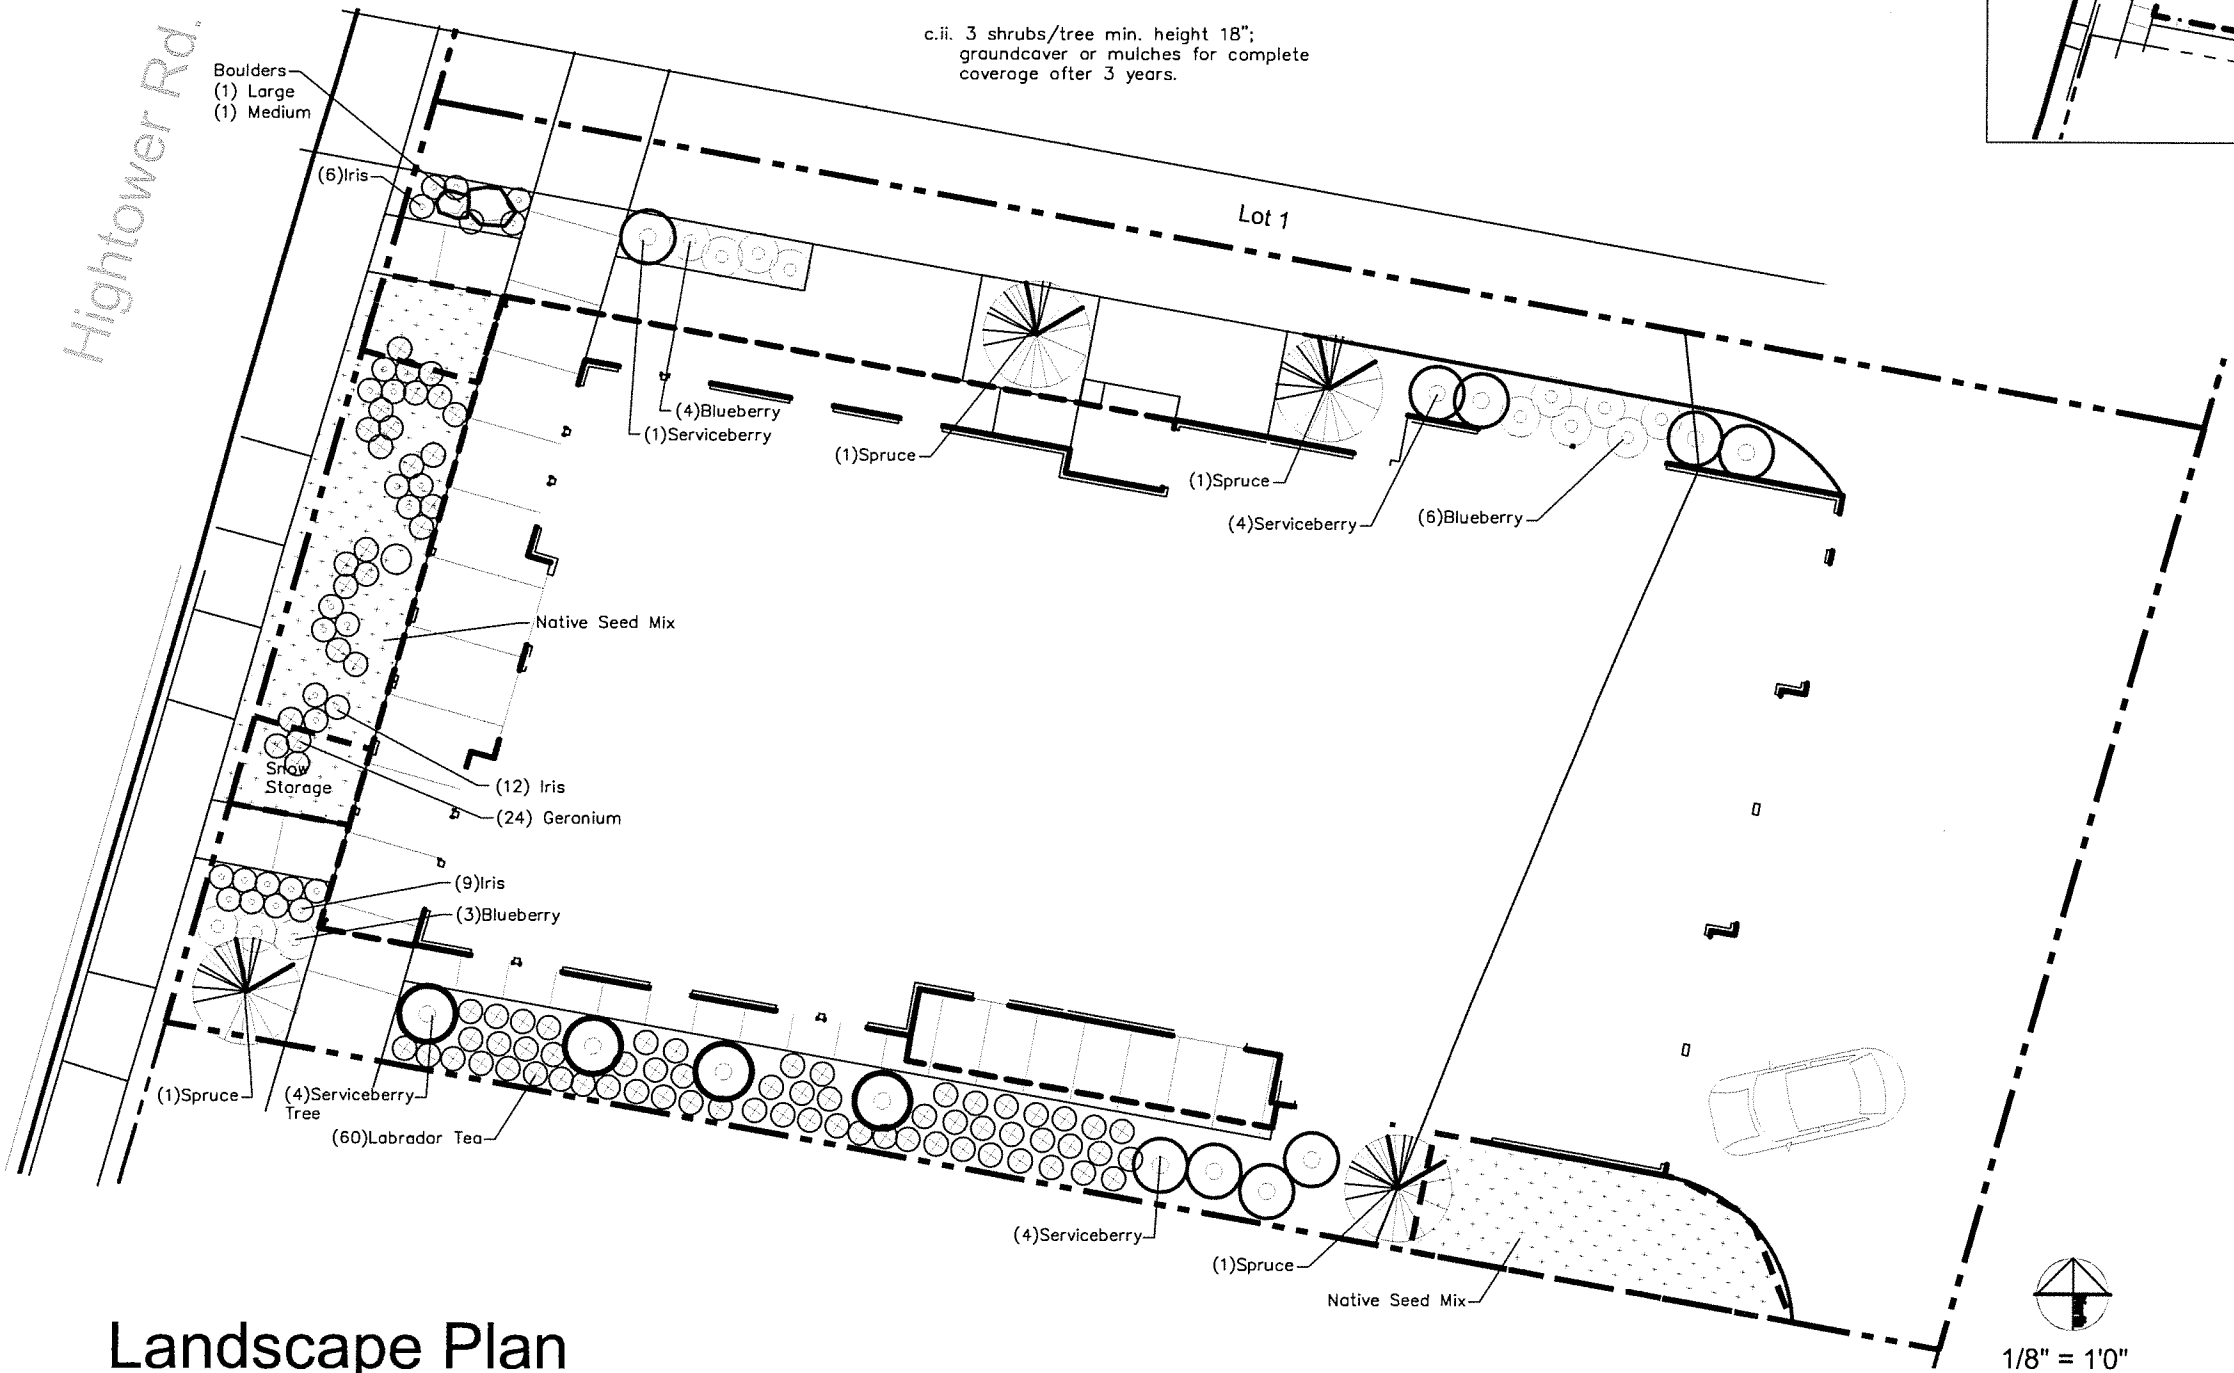 c.ii. 3 shrubs/tree min. height 18";
groundcover or mulches for complete
coverage after 3 years.
Hightower Rd.
Boulders
(1) Large
(1) Medium
(6)Iris
Lot 1
(4)Blueberry
(1)Serviceberry
(1)Spruce
(1)Spruce
(4)Serviceberry
(6)Blueberry
Native Seed Mix
Snow
Storage
(12) Iris
(24) Geranium
(9)Iris
(3)Blueberry
(1)Spruce
(4)Serviceberry
Tree
(60)Labrador Tea
(4)Serviceberry
(1)Spruce
Native Seed Mix
Landscape Plan
1/8" = 1'0"